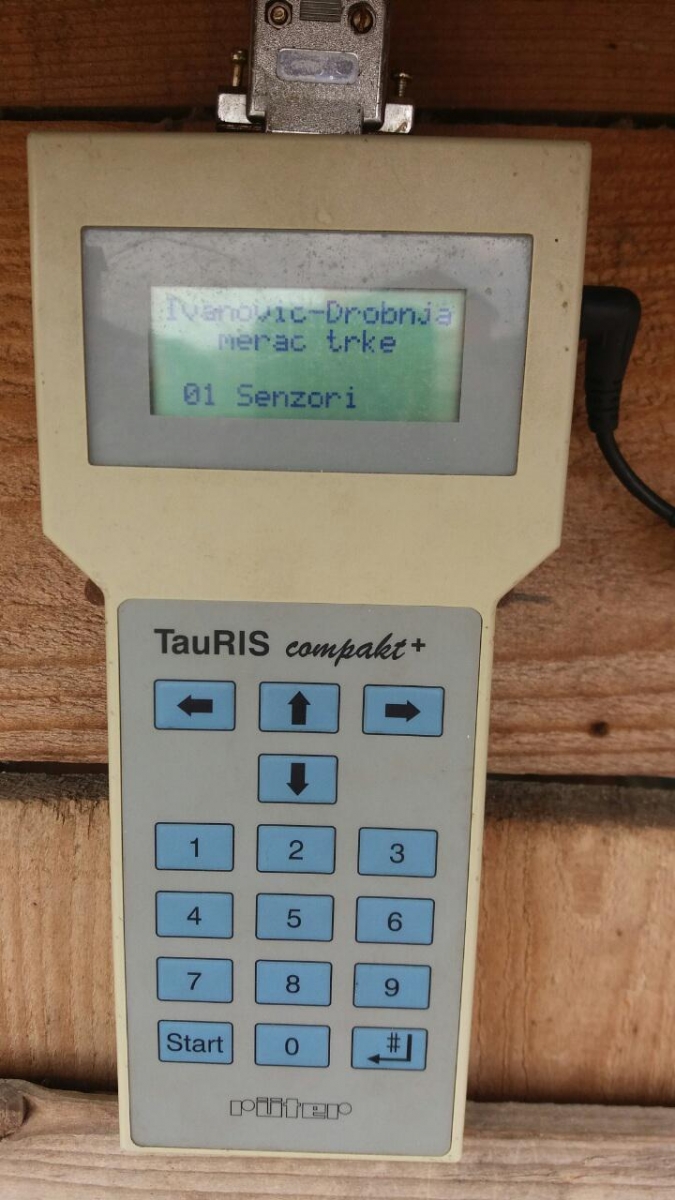 Ivanovic-Drobnja
merac trke
01 Senzori
TauRIS compakt+
1 2 3
4 5 6
7 8 9
Start 0 #
rüter